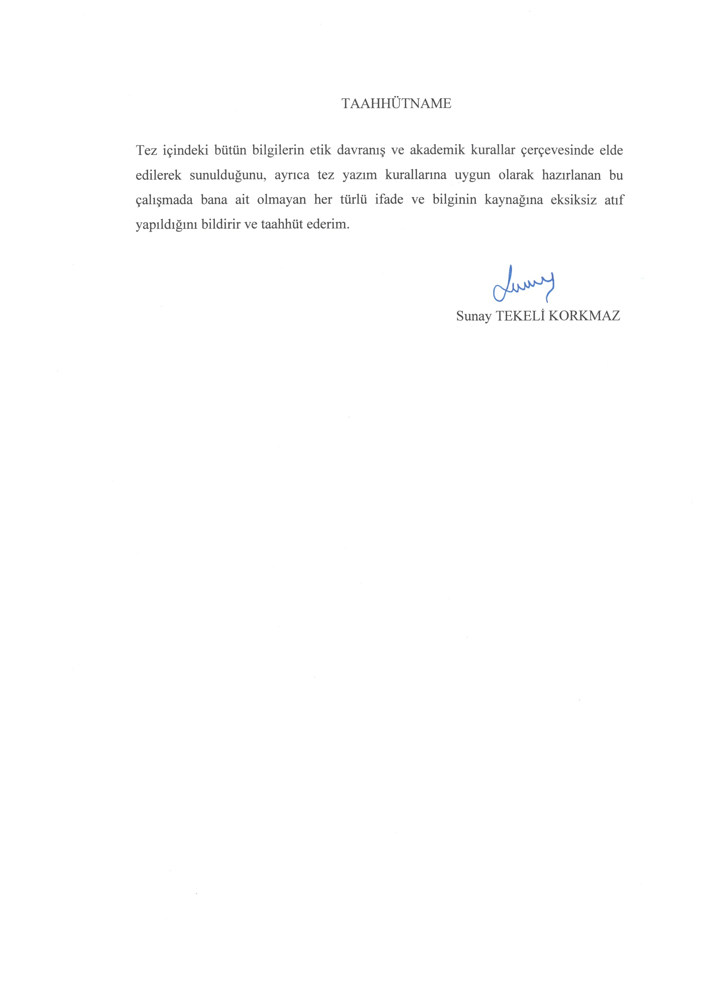 TAAHHÜTNAME
Tez içindeki bütün bilgilerin etik davranış ve akademik kurallar çerçevesinde elde
edilerek sunulduğunu, ayrıca tez yazım kurallarına uygun olarak hazırlanan bu
çalışmada bana ait olmayan her türlü ifade ve bilginin kaynağına eksiksiz atıf
yapıldığını bildirir ve taahhüt ederim.
Sunay TEKELİ KORKMAZ